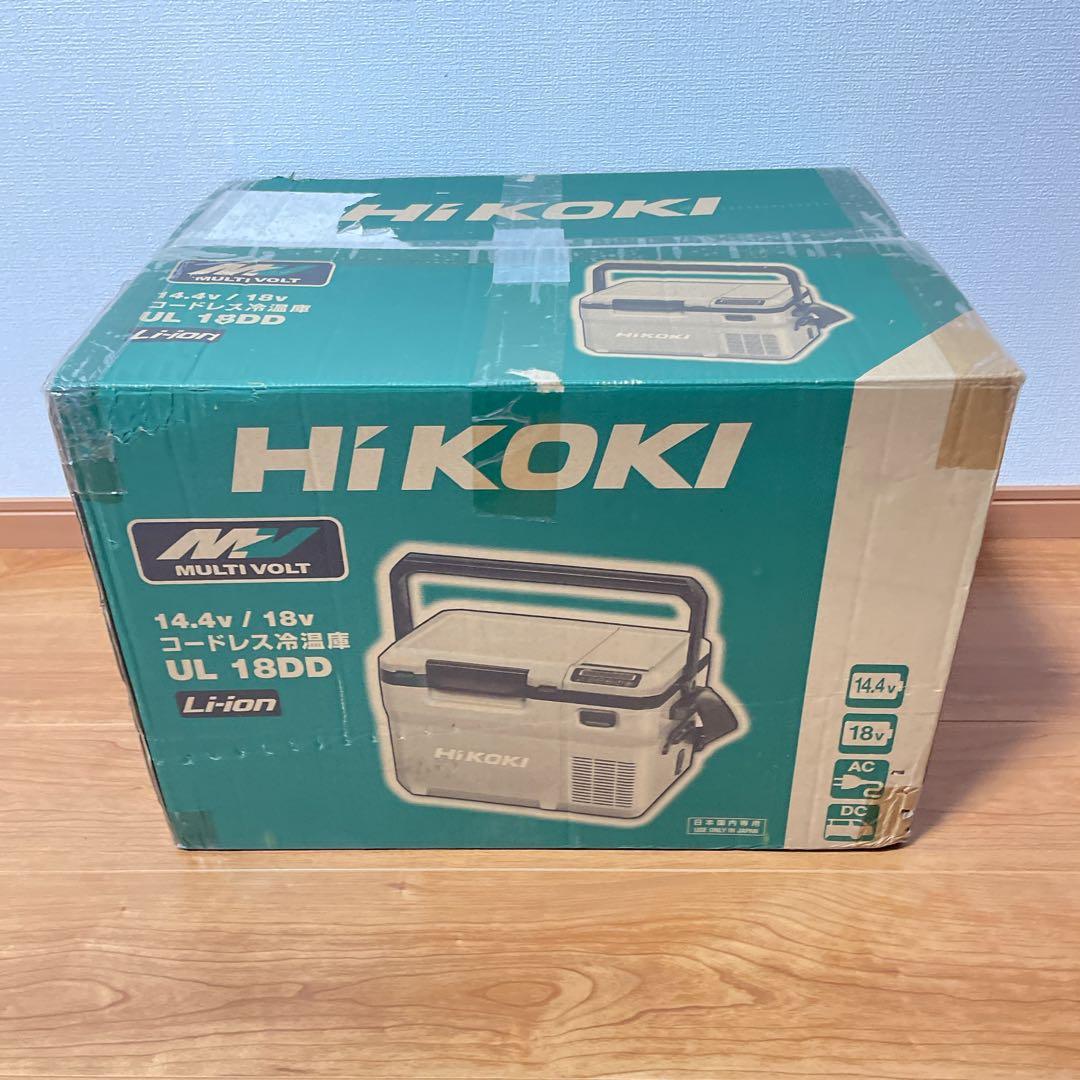 HiKOKI
MULTI VOLT
14.4v / 18v
コードレス冷温庫
UL 18DD
Li-ion
HiKOKI
HiKOKI
MULTI VOLT
14.4v / 18v
コードレス冷温庫
UL 18DD
Li-ion
HiKOKI
14.4v
18v
AC
DC
日本国内専用
USE ONLY IN JAPAN